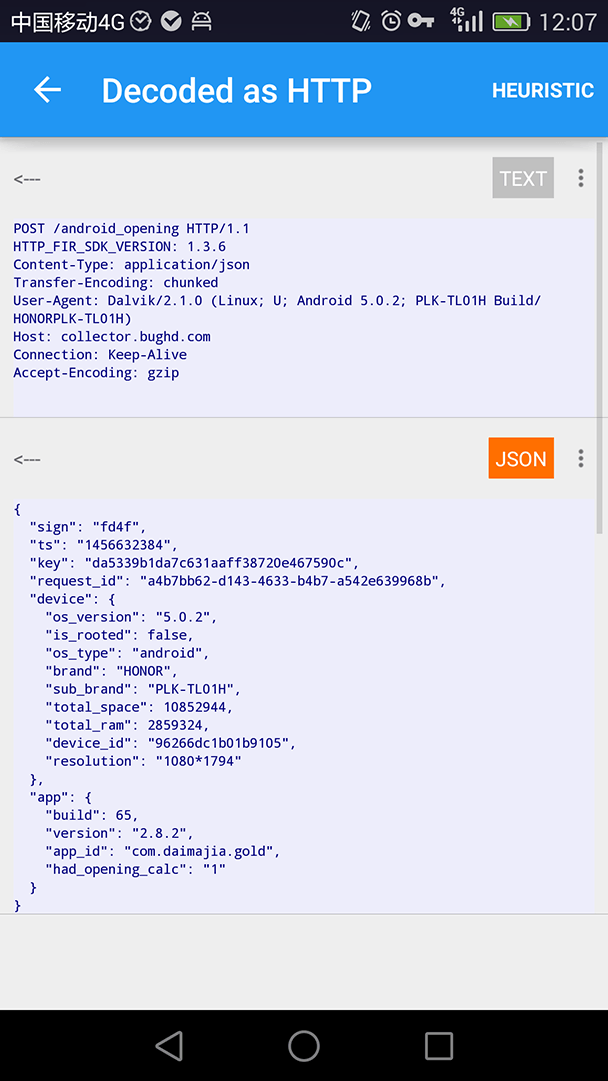 中国移动4G 4G 12:07
Decoded as HTTP HEURISTIC
<--- TEXT
POST /android_opening HTTP/1.1
HTTP_FIR_SDK_VERSION: 1.3.6
Content-Type: application/json
Transfer-Encoding: chunked
User-Agent: Dalvik/2.1.0 (Linux; U; Android 5.0.2; PLK-TL01H Build/
HONORPLK-TL01H)
Host: collector.bughd.com
Connection: Keep-Alive
Accept-Encoding: gzip
<--- JSON
{
  "sign": "fd4f",
  "ts": "1456632384",
  "key": "da5339b1da7c631aaff38720e467590c",
  "request_id": "a4b7bb62-d143-4633-b4b7-a542e639968b",
  "device": {
    "os_version": "5.0.2",
    "is_rooted": false,
    "os_type": "android",
    "brand": "HONOR",
    "sub_brand": "PLK-TL01H",
    "total_space": 10852944,
    "total_ram": 2859324,
    "device_id": "96266dc1b01b9105",
    "resolution": "1080*1794"
  },
  "app": {
    "build": 65,
    "version": "2.8.2",
    "app_id": "com.daimajia.gold",
    "had_opening_calc": "1"
  }
}